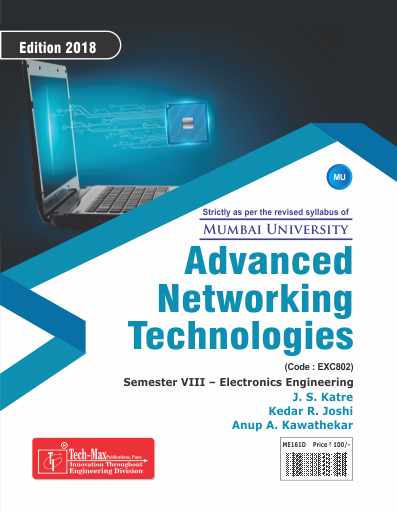 Edition 2018
MU
Strictly as per the revised syllabus of
MUMBAI UNIVERSITY
Advanced
Networking
Technologies
(Code : EXC802)
Semester VIII – Electronics Engineering
J. S. Katre
Kedar R. Joshi
Anup A. Kawathekar
ME161D Price ₹ 100/-
Tech-Max Publications, Pune
Innovation Throughout
Engineering Division